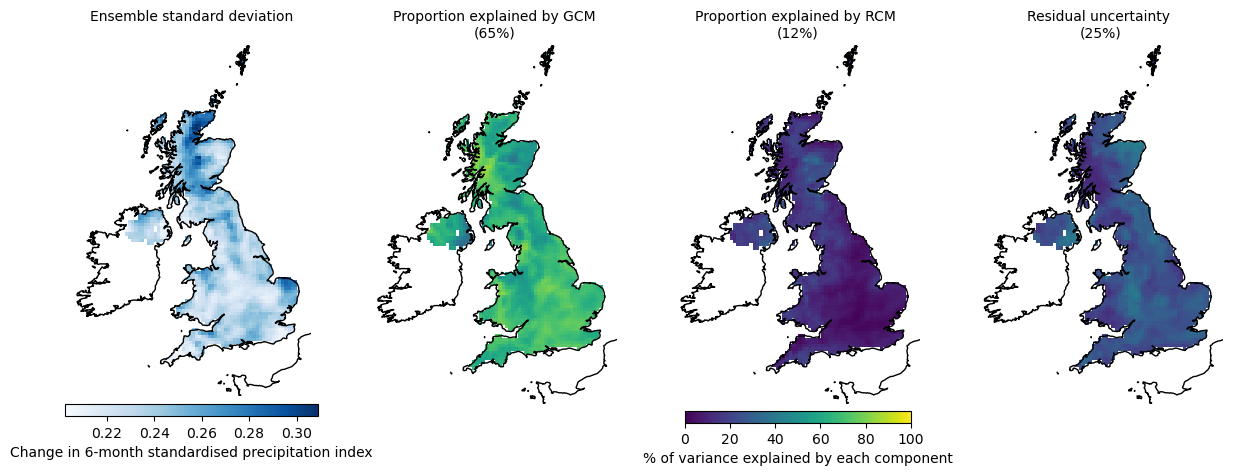 Ensemble standard deviation
Proportion explained by GCM
(65%)
Proportion explained by RCM
(12%)
Residual uncertainty
(25%)
0.22 0.24 0.26 0.28 0.30
Change in 6-month standardised precipitation index
0 20 40 60 80 100
% of variance explained by each component